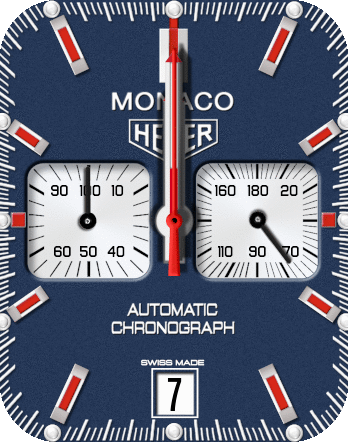 MONACO
HEUER
90 100 10
60 50 40
160 180 20
110 90 70
AUTOMATIC
CHRONOGRAPH
SWISS MADE
7